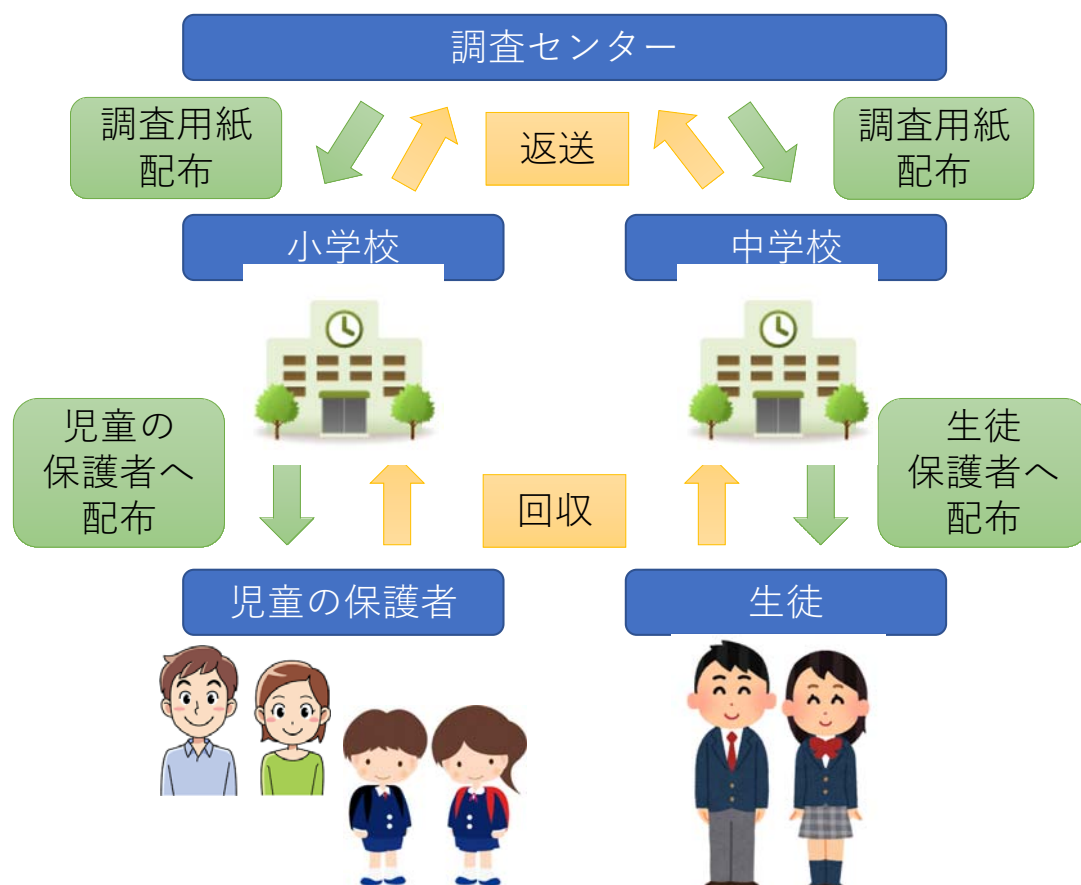 調査センター
調査用紙
配布
返送
調査用紙
配布
小学校
中学校
児童の
保護者へ
配布
回収
生徒
保護者へ
配布
児童の保護者
生徒